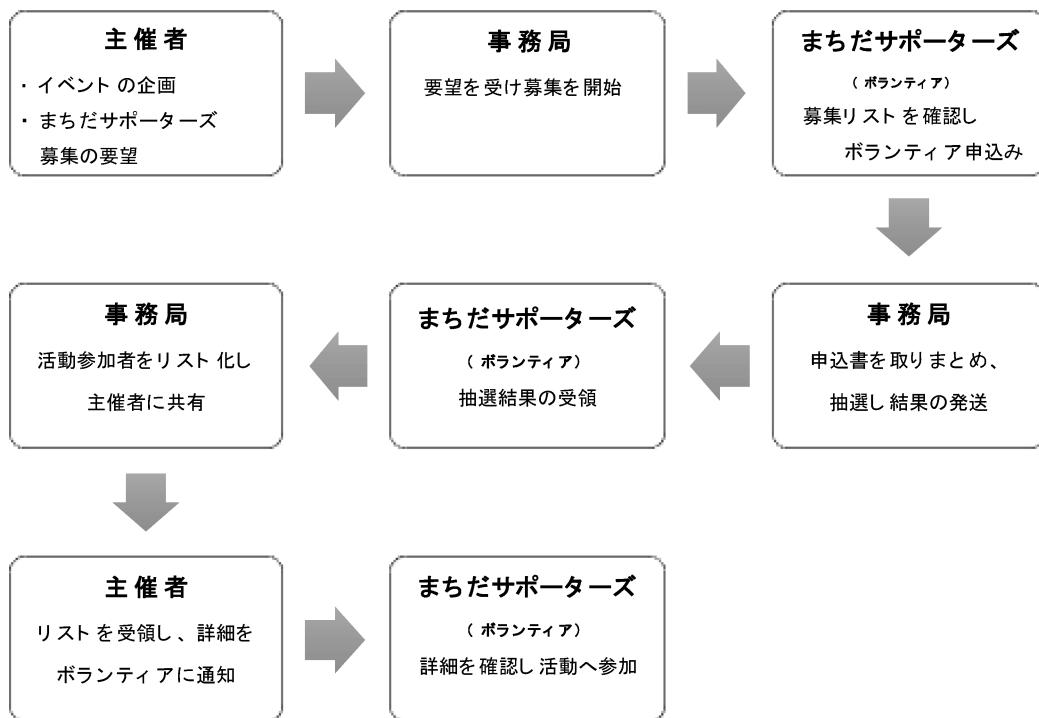 主催者
・イベントの企画
・まちだサポーターズ
募集の要望
事務局
要望を受け募集を開始
まちだサポーターズ
（ボランティア）
募集リストを確認し
ボランティア申込み
事務局
申込書を取りまとめ、
抽選し結果の発送
まちだサポーターズ
（ボランティア）
抽選結果の受領
事務局
活動参加者をリスト化し
主催者に共有
主催者
リストを受領し、詳細を
ボランティアに通知
まちだサポーターズ
（ボランティア）
詳細を確認し活動へ参加